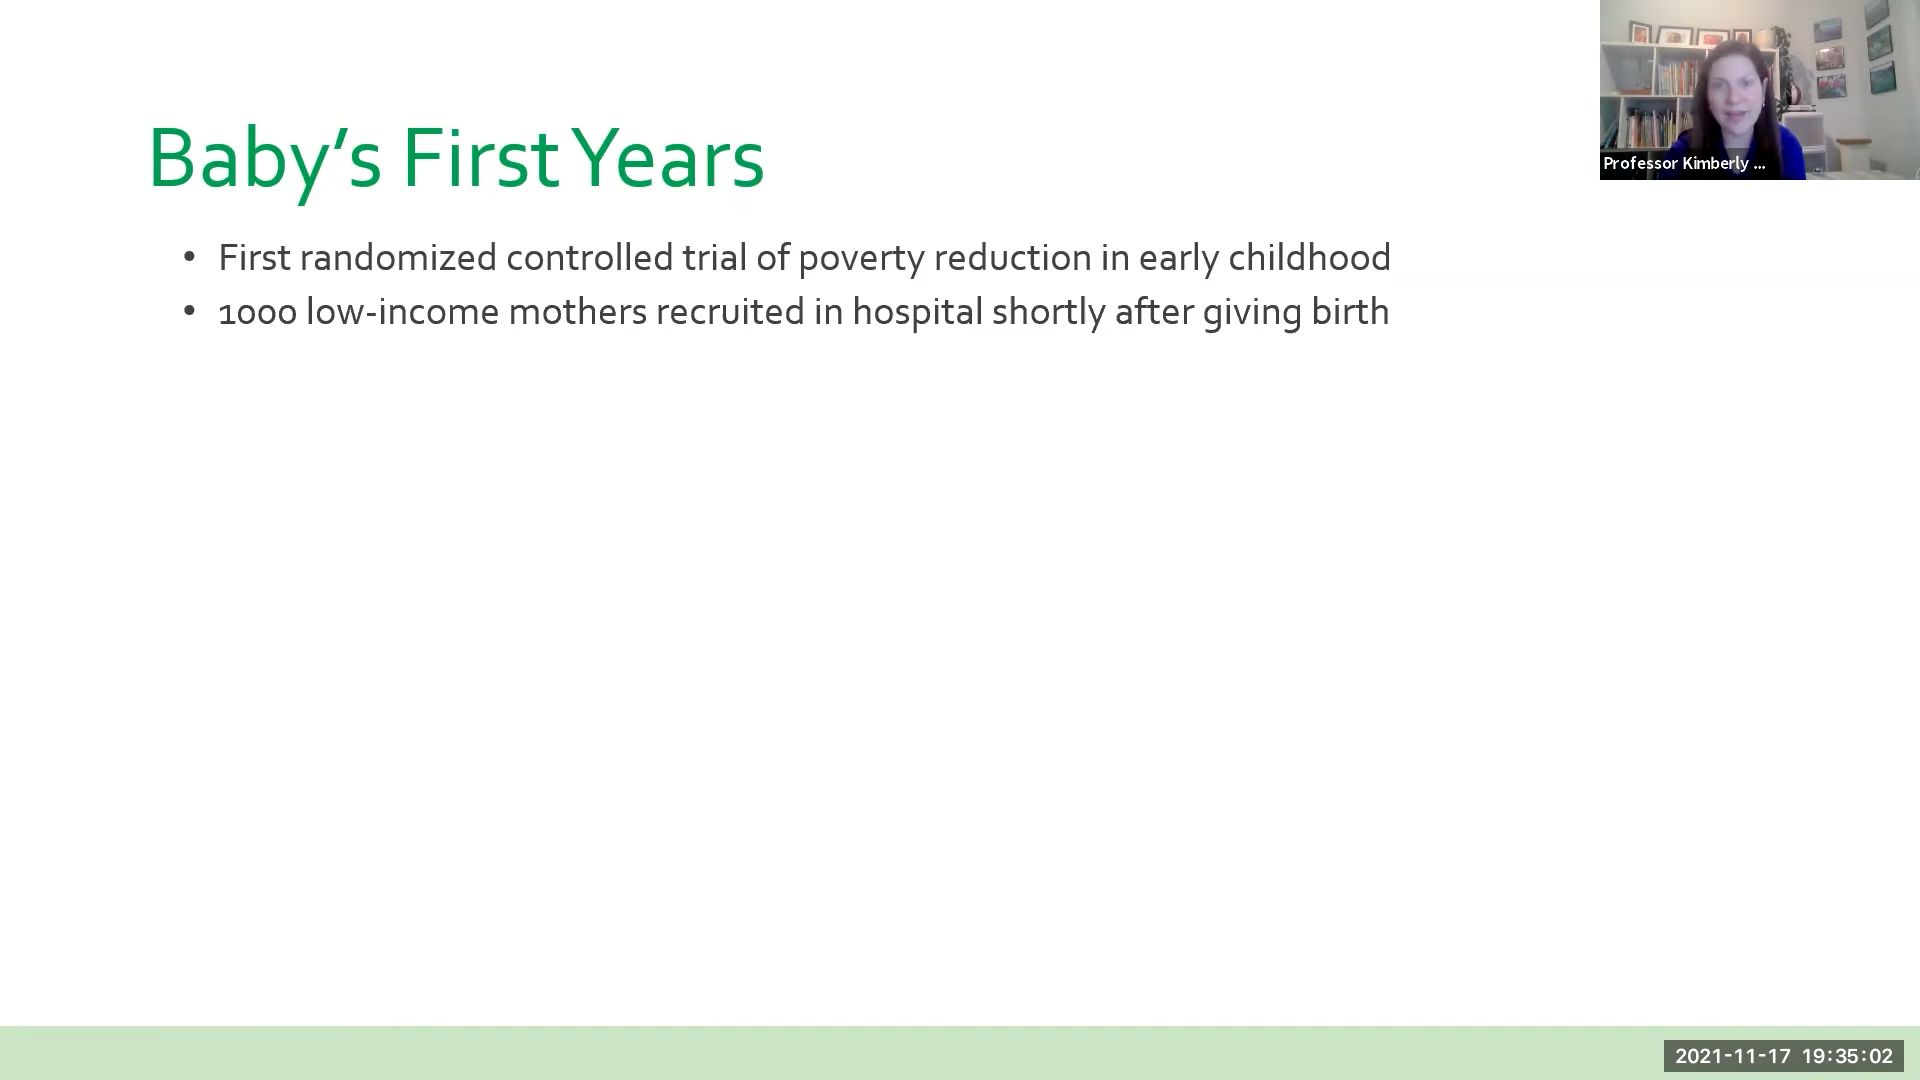 Baby’s First Years
• First randomized controlled trial of poverty reduction in early childhood
• 1000 low-income mothers recruited in hospital shortly after giving birth
Professor Kimberly ...
2021-11-17 19:35:02